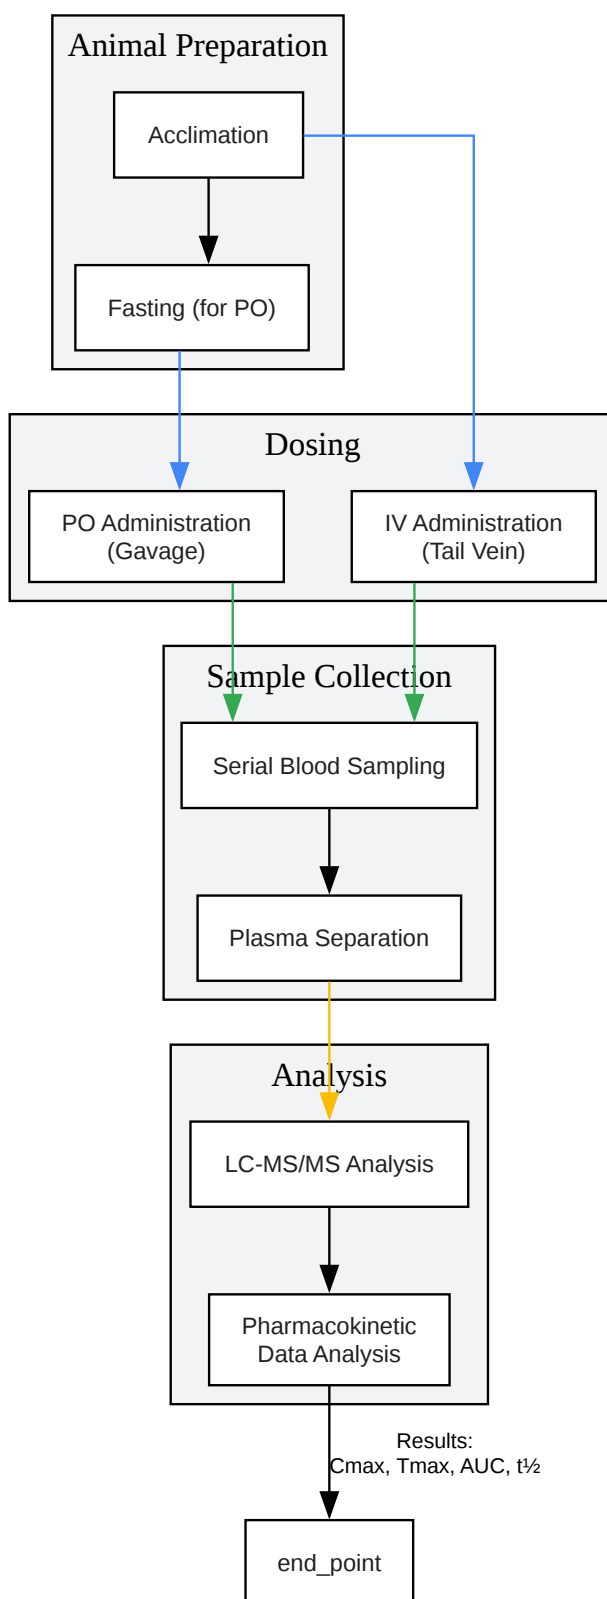 Animal Preparation
Acclimation
Fasting (for PO)
Dosing
PO Administration
(Gavage)
IV Administration
(Tail Vein)
Sample Collection
Serial Blood Sampling
Plasma Separation
Analysis
LC-MS/MS Analysis
Pharmacokinetic
Data Analysis
Results:
Cmax, Tmax, AUC, t½
end_point